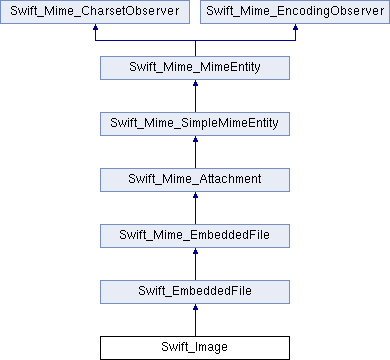 Swift_Mime_CharsetObserver
Swift_Mime_EncodingObserver
Swift_Mime_MimeEntity
Swift_Mime_SimpleMimeEntity
Swift_Mime_Attachment
Swift_Mime_EmbeddedFile
Swift_EmbeddedFile
Swift_Image